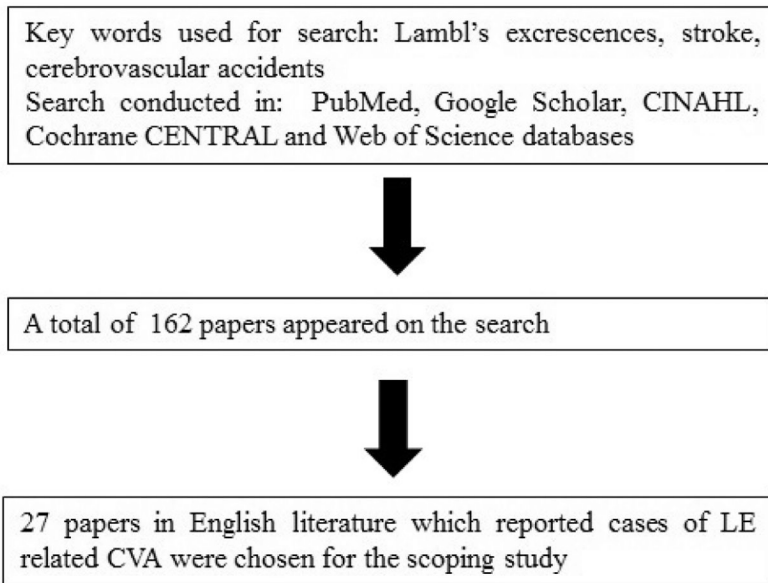 Key words used for search: Lambl's excrescences, stroke,
cerebrovascular accidents
Search conducted in: PubMed, Google Scholar, CINAHL,
Cochrane CENTRAL and Web of Science databases
A total of 162 papers appeared on the search
27 papers in English literature which reported cases of LE
related CVA were chosen for the scoping study